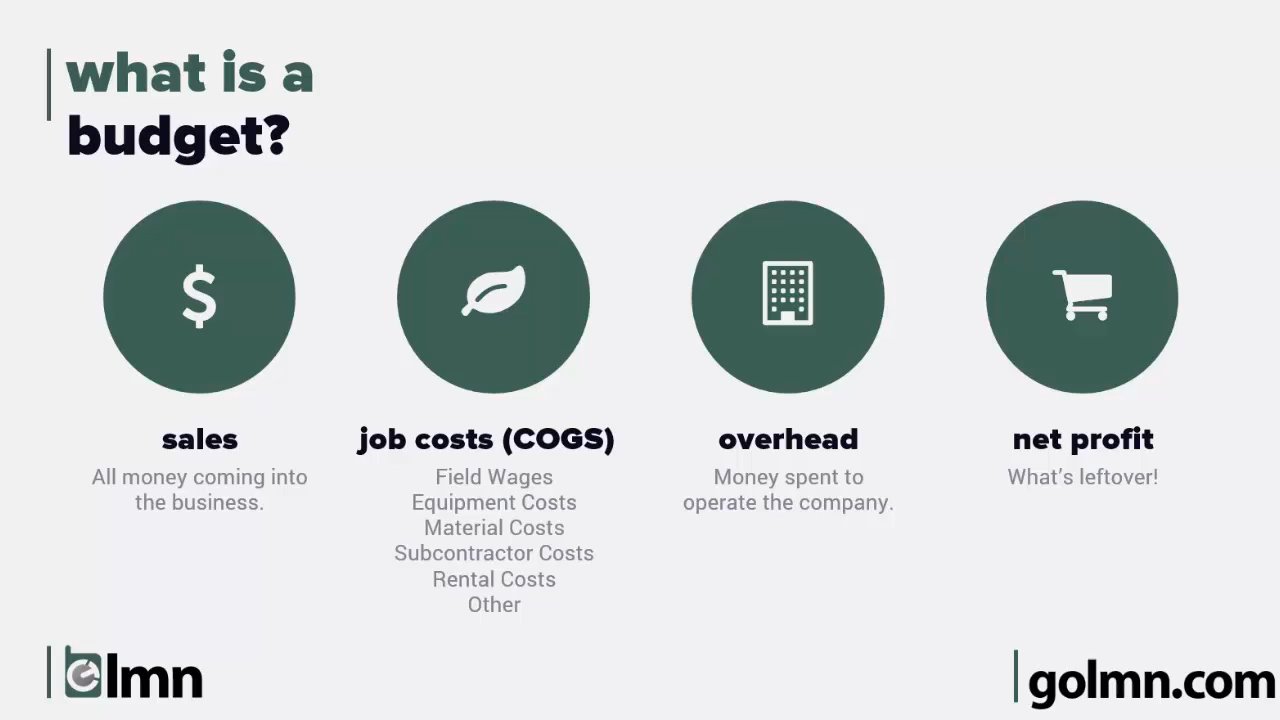 what is a
budget?
$
sales
All money coming into
the business.
job costs (COGS)
Field Wages
Equipment Costs
Material Costs
Subcontractor Costs
Rental Costs
Other
overhead
Money spent to
operate the company.
net profit
What's leftover!
lmn
golmn.com